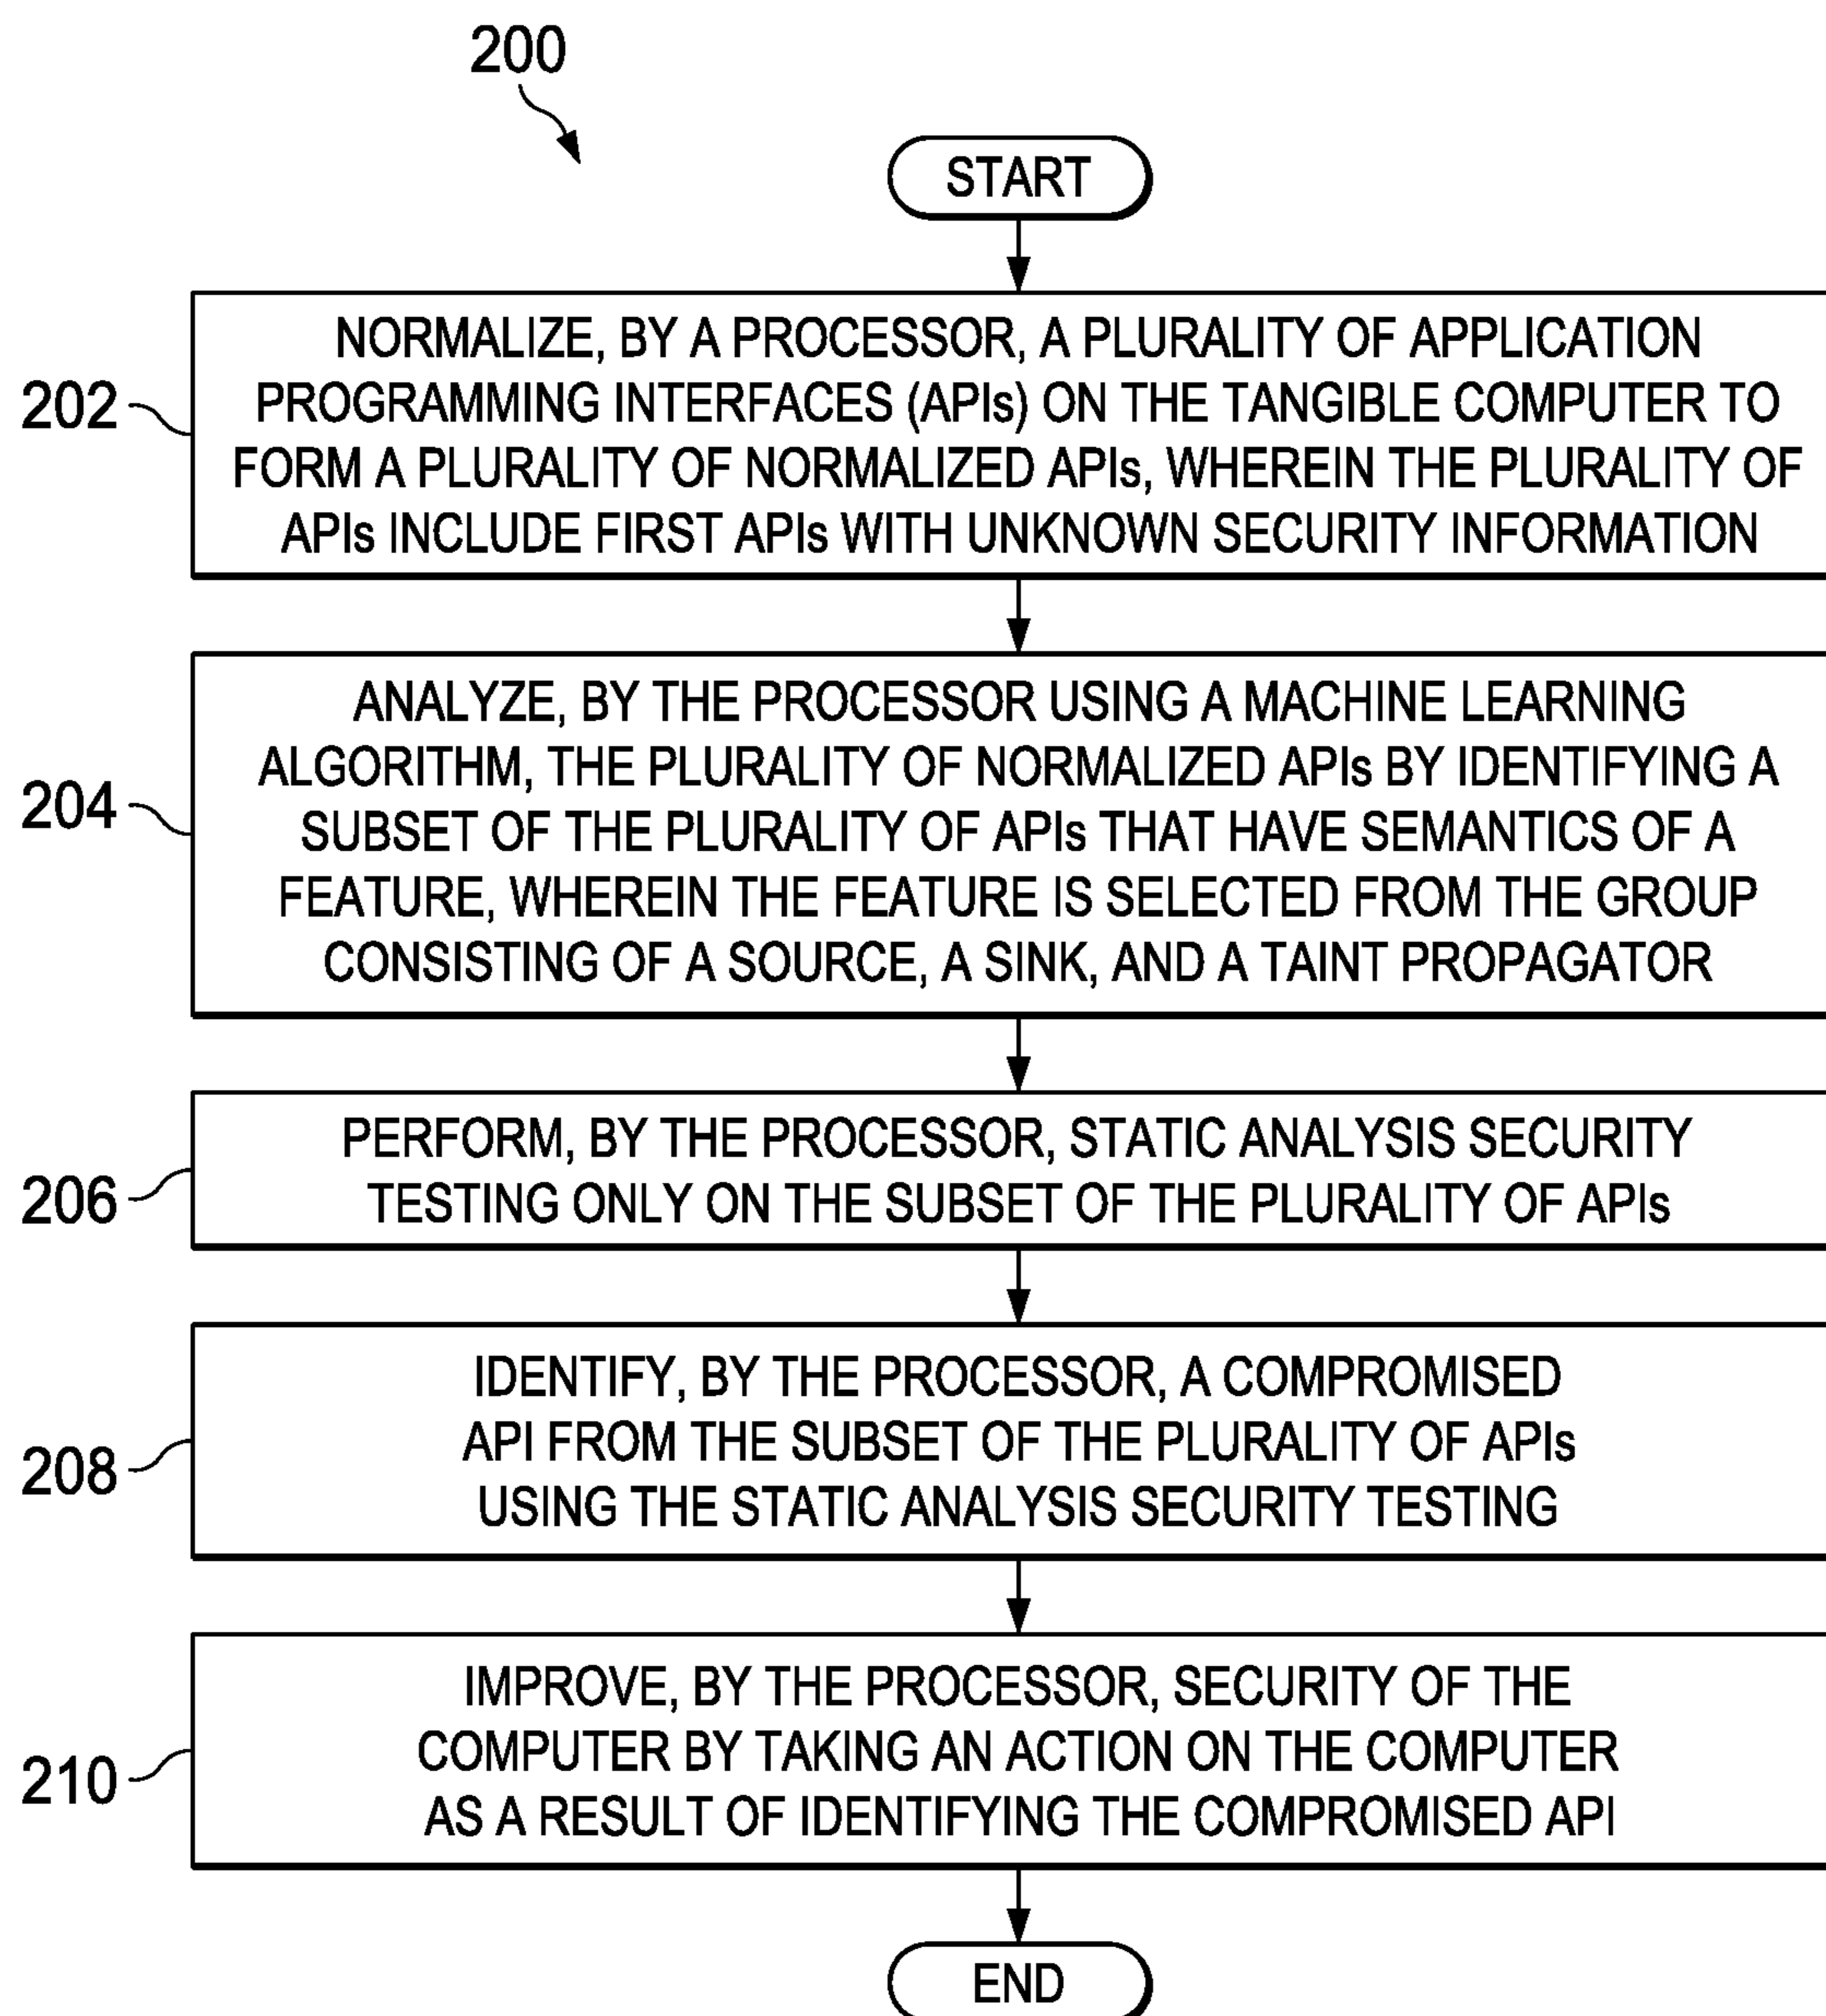 200
START
202
NORMALIZE, BY A PROCESSOR, A PLURALITY OF APPLICATION
PROGRAMMING INTERFACES (APIs) ON THE TANGIBLE COMPUTER TO
FORM A PLURALITY OF NORMALIZED APIs, WHEREIN THE PLURALITY OF
APIs INCLUDE FIRST APIs WITH UNKNOWN SECURITY INFORMATION
204
ANALYZE, BY THE PROCESSOR USING A MACHINE LEARNING
ALGORITHM, THE PLURALITY OF NORMALIZED APIs BY IDENTIFYING A
SUBSET OF THE PLURALITY OF APIs THAT HAVE SEMANTICS OF A
FEATURE, WHEREIN THE FEATURE IS SELECTED FROM THE GROUP
CONSISTING OF A SOURCE, A SINK, AND A TAINT PROPAGATOR
206
PERFORM, BY THE PROCESSOR, STATIC ANALYSIS SECURITY
TESTING ONLY ON THE SUBSET OF THE PLURALITY OF APIs
208
IDENTIFY, BY THE PROCESSOR, A COMPROMISED
API FROM THE SUBSET OF THE PLURALITY OF APIs
USING THE STATIC ANALYSIS SECURITY TESTING
210
IMPROVE, BY THE PROCESSOR, SECURITY OF THE
COMPUTER BY TAKING AN ACTION ON THE COMPUTER
AS A RESULT OF IDENTIFYING THE COMPROMISED API
END